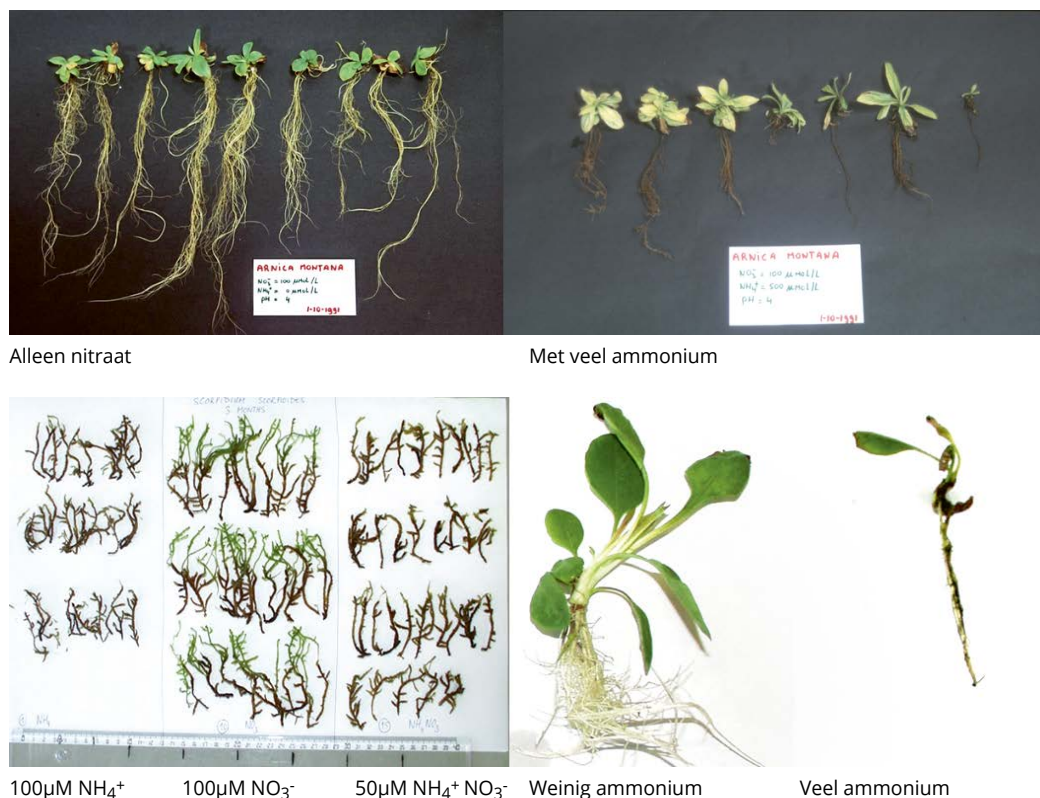 ARNICA MONTANA
NO₃⁻ = 100 µmol/L
NH₄⁺ = 0 µmol/L
pH = 4
1-10-1991
ARNICA MONTANA
NO₃⁻ = 100 µmol/L
NH₄⁺ = 500 µmol/L
pH = 4
1-10-1991
Alleen nitraat
Met veel ammonium
SCORPIDIUM SCORPIOIDES
3 MONTHS
NH₄
NO₃
NH₄NO₃
100µM NH₄⁺
100µM NO₃⁻
50µM NH₄⁺ NO₃⁻
Weinig ammonium
Veel ammonium